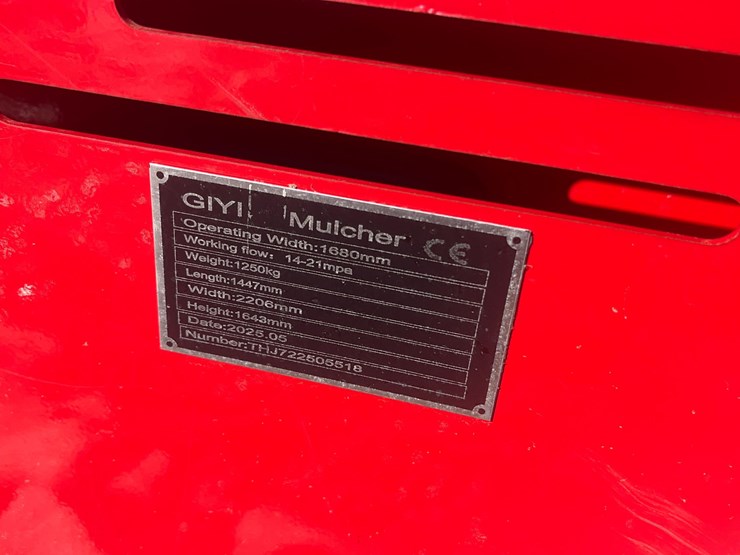 GIYI Mulcher CE
Operating Width:1680mm
Working flow: 14-21mpa
Weight:1250kg
Length:1447mm
Width:2206mm
Height:1643mm
Date:2025.05
Number:THJ722505518